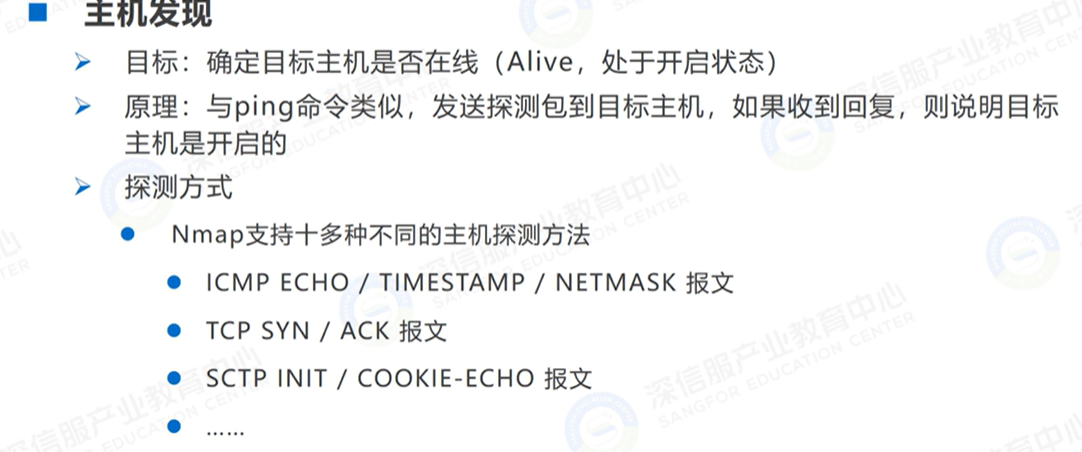 主机发现
目标：确定目标主机是否在线（Alive，处于开启状态）
原理：与ping命令类似，发送探测包到目标主机，如果收到回复，则说明目标
主机是开启的
探测方式
Nmap支持十多种不同的主机探测方法
ICMP ECHO / TIMESTAMP / NETMASK 报文
TCP SYN / ACK 报文
SCTP INIT / COOKIE-ECHO 报文
……
深信服产业教育中心
SANGFOR EDUCATION CENTER